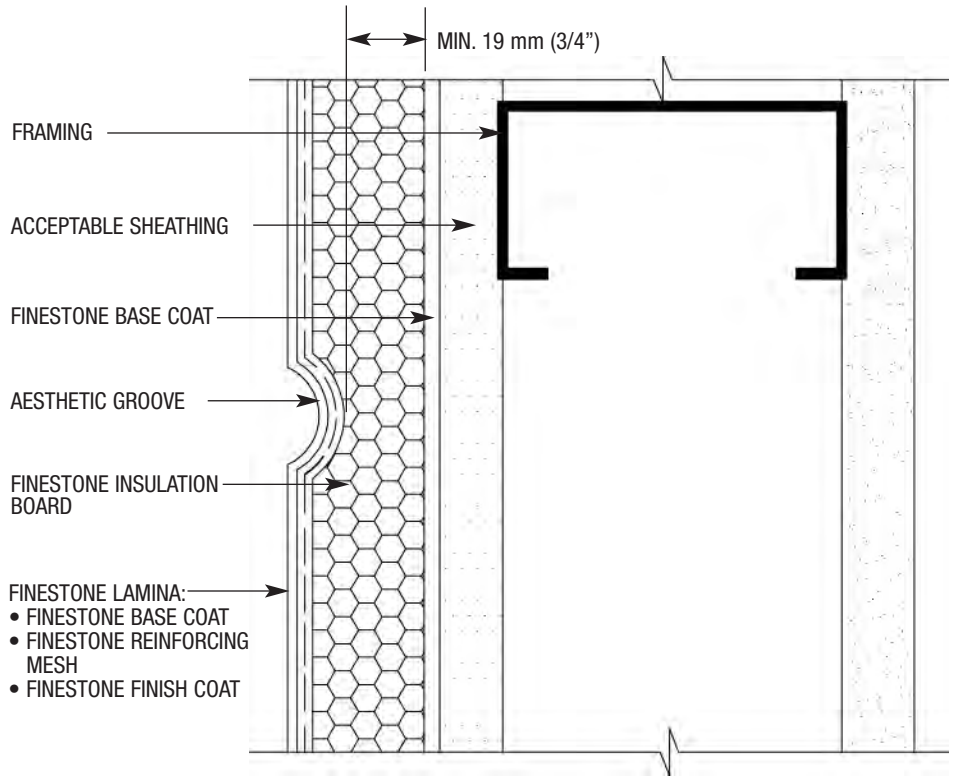 MIN. 19 mm (3/4”)
FRAMING
ACCEPTABLE SHEATHING
FINESTONE BASE COAT
AESTHETIC GROOVE
FINESTONE INSULATION
BOARD
FINESTONE LAMINA:
• FINESTONE BASE COAT
• FINESTONE REINFORCING
MESH
• FINESTONE FINISH COAT